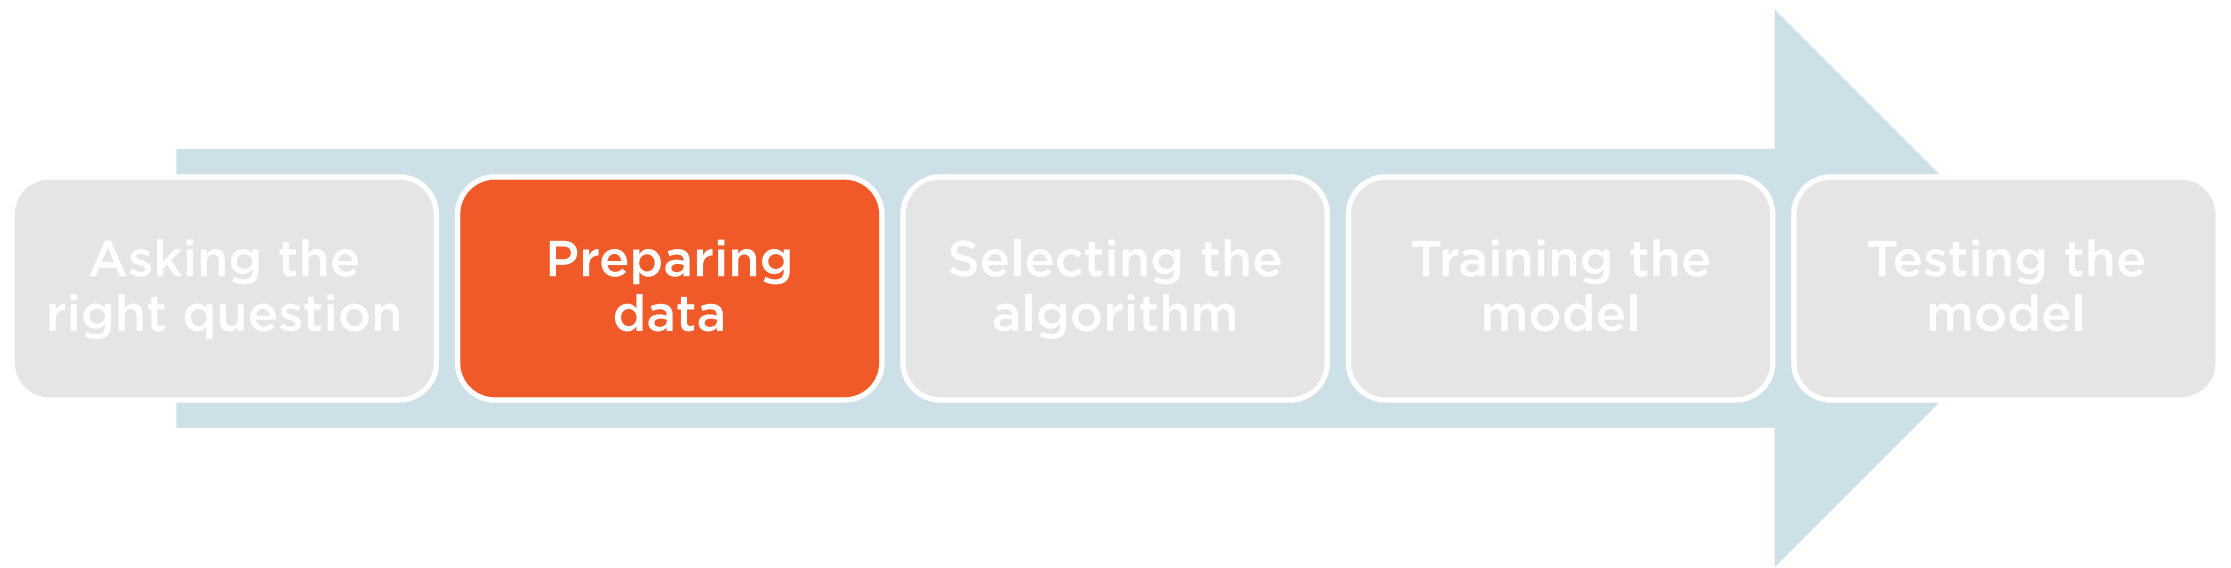 Asking the
right question
Preparing
data
Selecting the
algorithm
Training the
model
Testing the
model